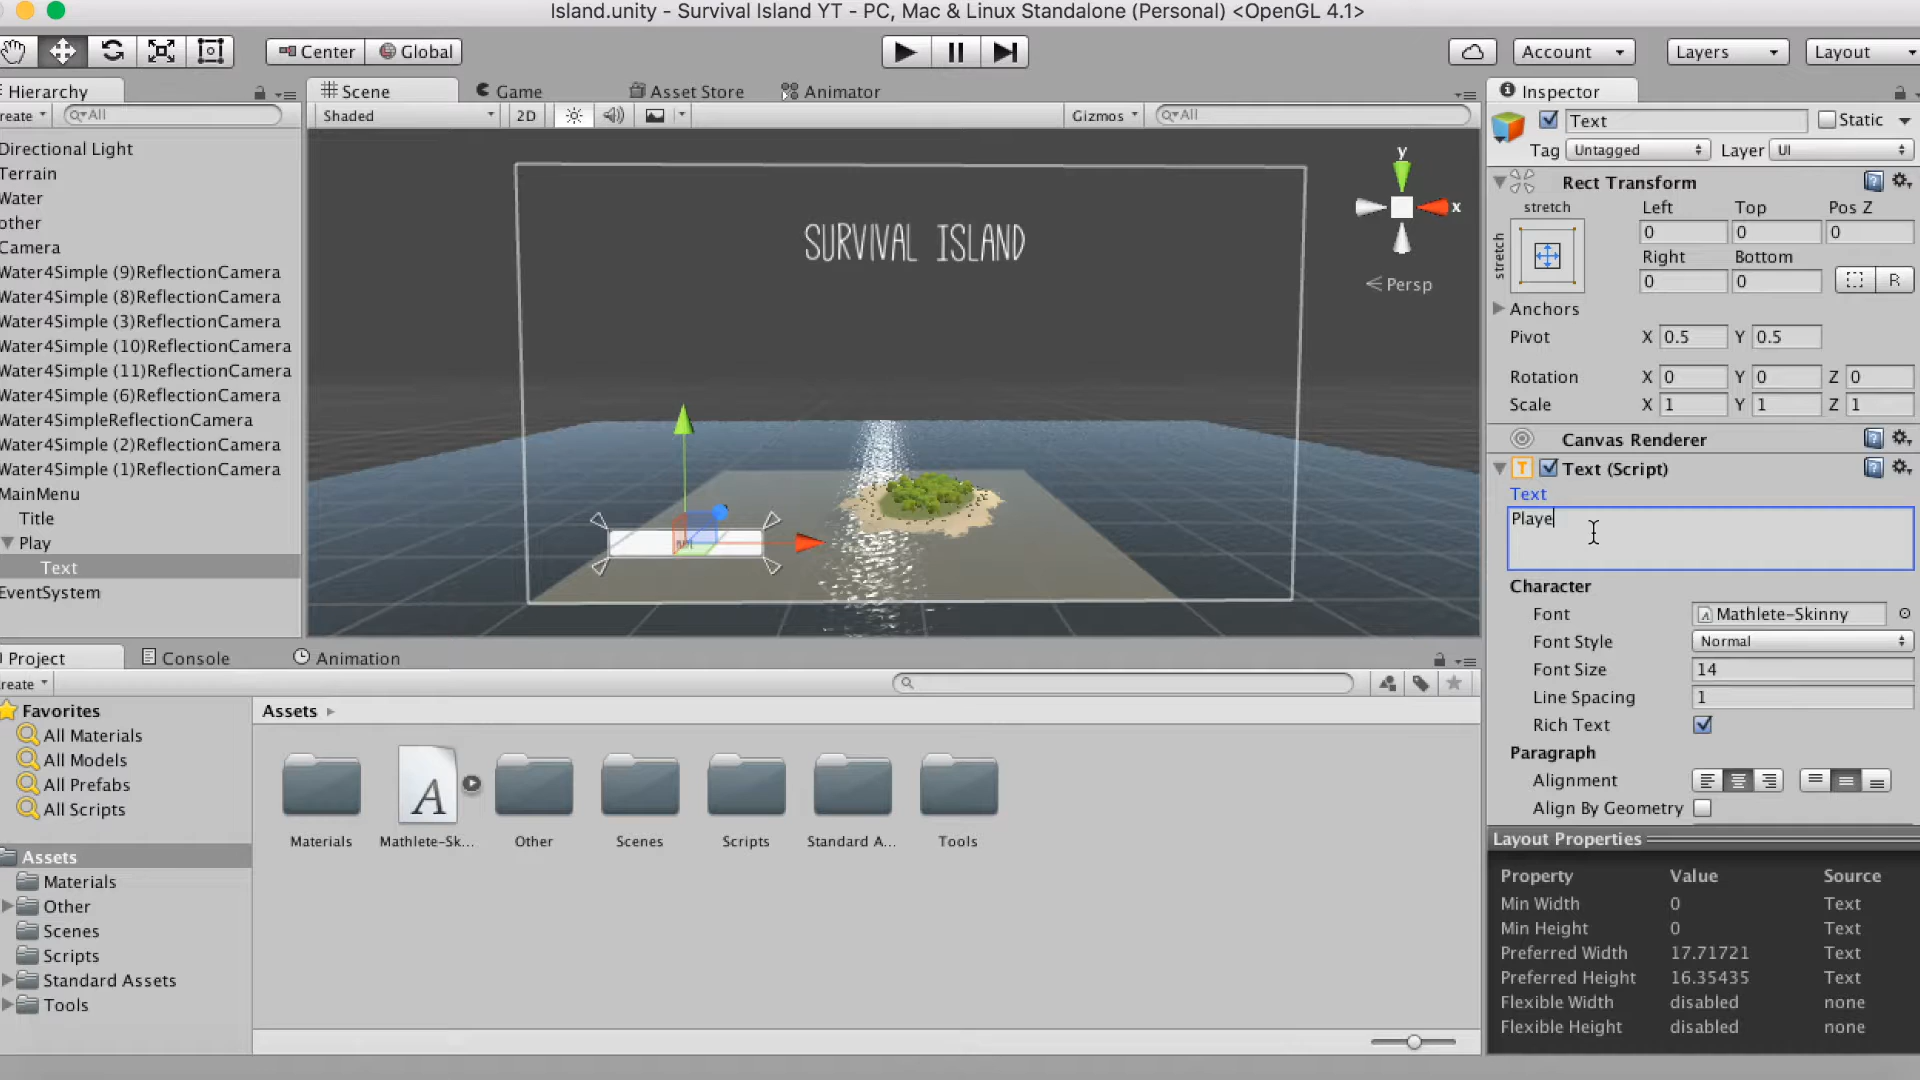 Island.unity - Survival Island YT - PC, Mac & Linux Standalone (Personal) <OpenGL 4.1>
Center
Global
Account
Layers
Layout
Hierarchy
reate
All
Directional Light
Terrain
Water
other
Camera
Water4Simple (9)ReflectionCamera
Water4Simple (8)ReflectionCamera
Water4Simple (3)ReflectionCamera
Water4Simple (10)ReflectionCamera
Water4Simple (11)ReflectionCamera
Water4Simple (6)ReflectionCamera
Water4SimpleReflectionCamera
Water4Simple (2)ReflectionCamera
Water4Simple (1)ReflectionCamera
MainMenu
Title
Play
Text
EventSystem
Scene
Game
Asset Store
Animator
Shaded
2D
Gizmos
All
SURVIVAL ISLAND
y
x
Persp
Inspector
Text
Static
Tag Untagged
Layer UI
Rect Transform
stretch
stretch
Left Top Pos Z
0 0 0
Right Bottom
0 0
R
Anchors
Pivot X 0.5 Y 0.5
Rotation X 0 Y 0 Z 0
Scale X 1 Y 1 Z 1
Canvas Renderer
T Text (Script)
Text
Playe
Character
Font Mathlete-Skinny
Font Style Normal
Font Size 14
Line Spacing 1
Rich Text
Paragraph
Alignment
Align By Geometry
Layout Properties
Property Value Source
Min Width 0 Text
Min Height 0 Text
Preferred Width 17.71721 Text
Preferred Height 16.35435 Text
Flexible Width disabled none
Flexible Height disabled none
Project
Console
Animation
reate
Favorites
All Materials
All Models
All Prefabs
All Scripts
Assets
Materials
Other
Scenes
Scripts
Standard Assets
Tools
Assets
A
Materials
Mathlete-Sk...
Other
Scenes
Scripts
Standard A...
Tools